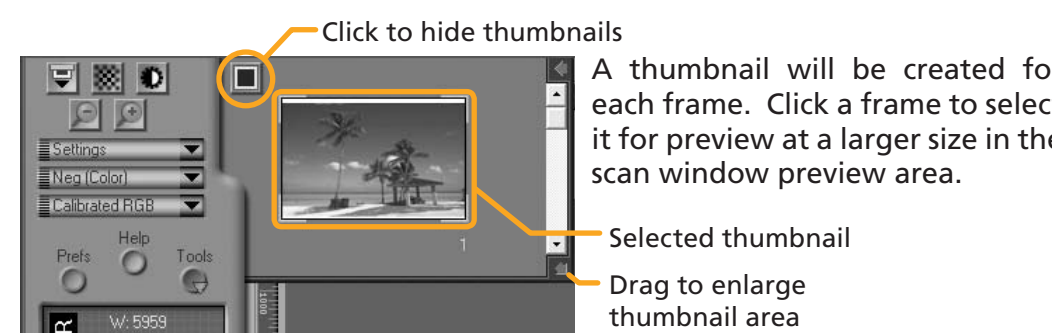 Click to hide thumbnails
A thumbnail will be created fo
each frame. Click a frame to selec
it for preview at a larger size in the
scan window preview area.
Settings
Neg (Color)
Calibrated RGB
1
Selected thumbnail
Help
Prefs
Tools
Drag to enlarge
thumbnail area
1000
R
W: 5959